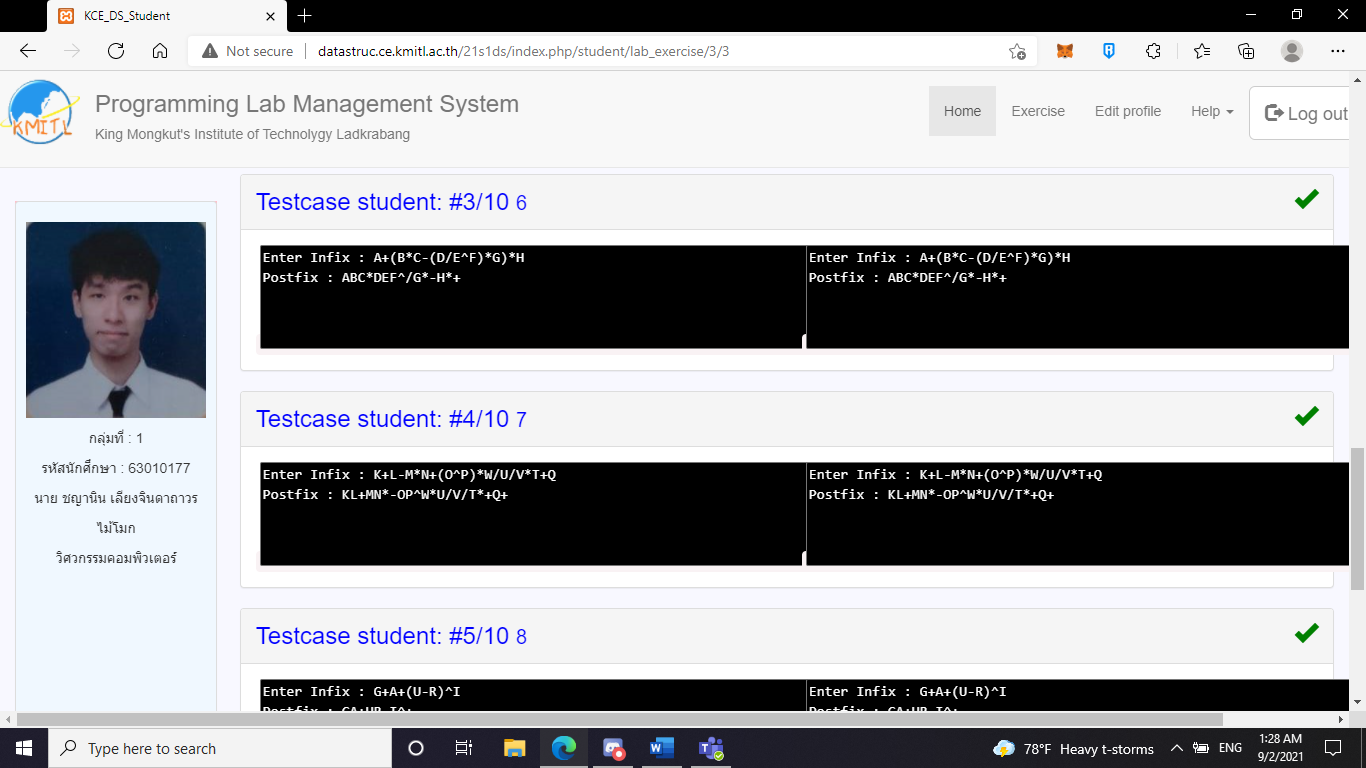 KCE_DS_Student
Not secure
datastruc.ce.kmitl.ac.th/21s1ds/index.php/student/lab_exercise/3/3
KMITL
Programming Lab Management System
King Mongkut's Institute of Technolygy Ladkrabang
Home
Exercise
Edit profile
Help
Log out
กลุ่มที่ : 1
รหัสนักศึกษา : 63010177
นาย ชญานิน เลียงจินดาถาวร
ไม้โมก
วิศวกรรมคอมพิวเตอร์
Testcase student: #3/10 6
Enter Infix : A+(B*C-(D/E^F)*G)*H
Postfix : ABC*DEF^/G*-H*+
Enter Infix : A+(B*C-(D/E^F)*G)*H
Postfix : ABC*DEF^/G*-H*+
Testcase student: #4/10 7
Enter Infix : K+L-M*N+(O^P)*W/U/V*T+Q
Postfix : KL+MN*-OP^W*U/V/T*+Q+
Enter Infix : K+L-M*N+(O^P)*W/U/V*T+Q
Postfix : KL+MN*-OP^W*U/V/T*+Q+
Testcase student: #5/10 8
Enter Infix : G+A+(U-R)^I
Enter Infix : G+A+(U-R)^I
Type here to search
78°F Heavy t-storms
ENG
1:28 AM
9/2/2021